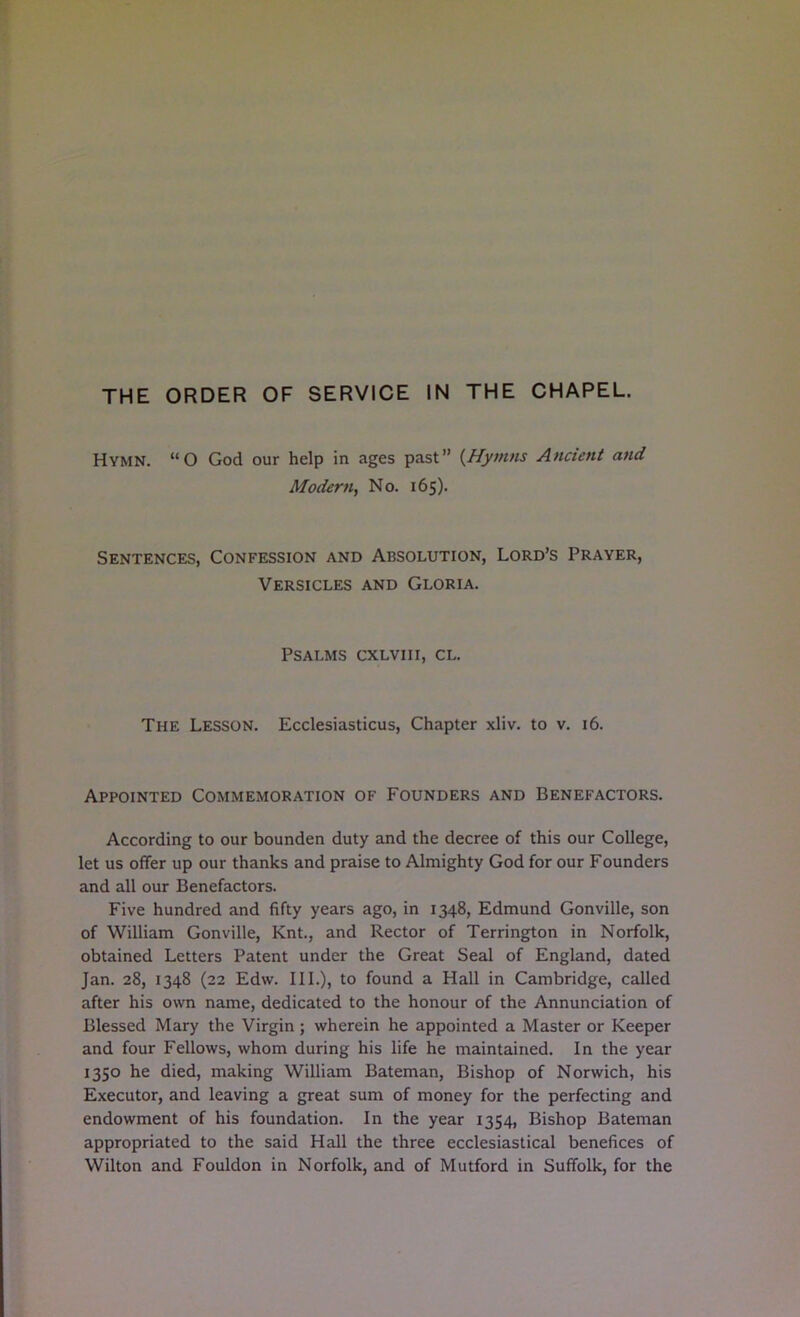 THE ORDER OF SERVICE IN THE CHAPEL.
HYMN. “O God our help in ages past” (Hymns Ancient and
Modern, No. 165).
SENTENCES, CONFESSION AND ABSOLUTION, LORD’S PRAYER,
VERSICLES AND GLORIA.
PSALMS CXLVIII, CL.
THE LESSON. Ecclesiasticus, Chapter xliv. to v. 16.
APPOINTED COMMEMORATION OF FOUNDERS AND BENEFACTORS.
According to our bounden duty and the decree of this our College,
let us offer up our thanks and praise to Almighty God for our Founders
and all our Benefactors.
Five hundred and fifty years ago, in 1348, Edmund Gonville, son
of William Gonville, Knt., and Rector of Terrington in Norfolk,
obtained Letters Patent under the Great Seal of England, dated
Jan. 28, 1348 (22 Edw. III.), to found a Hall in Cambridge, called
after his own name, dedicated to the honour of the Annunciation of
Blessed Mary the Virgin ; wherein he appointed a Master or Keeper
and four Fellows, whom during his life he maintained. In the year
1350 he died, making William Bateman, Bishop of Norwich, his
Executor, and leaving a great sum of money for the perfecting and
endowment of his foundation. In the year 1354, Bishop Bateman
appropriated to the said Hall the three ecclesiastical benefices of
Wilton and Fouldon in Norfolk, and of Mutford in Suffolk, for the